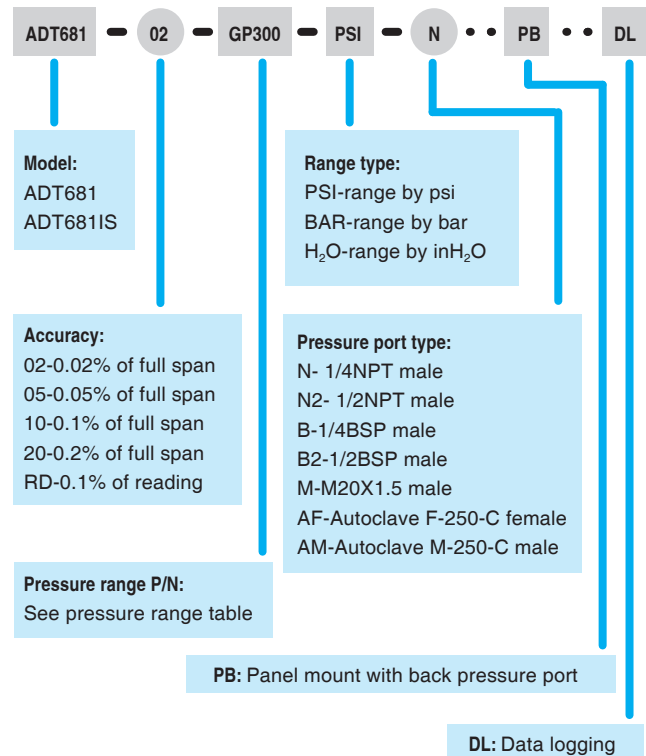 ADT681 – 02 – GP300 – PSI – N · · PB · · DL
Model:
ADT681
ADT681IS
Range type:
PSI-range by psi
BAR-range by bar
H₂O-range by inH₂O
Accuracy:
02-0.02% of full span
05-0.05% of full span
10-0.1% of full span
20-0.2% of full span
RD-0.1% of reading
Pressure port type:
N- 1/4NPT male
N2- 1/2NPT male
B-1/4BSP male
B2-1/2BSP male
M-M20X1.5 male
AF-Autoclave F-250-C female
AM-Autoclave M-250-C male
Pressure range P/N:
See pressure range table
PB: Panel mount with back pressure port
DL: Data logging